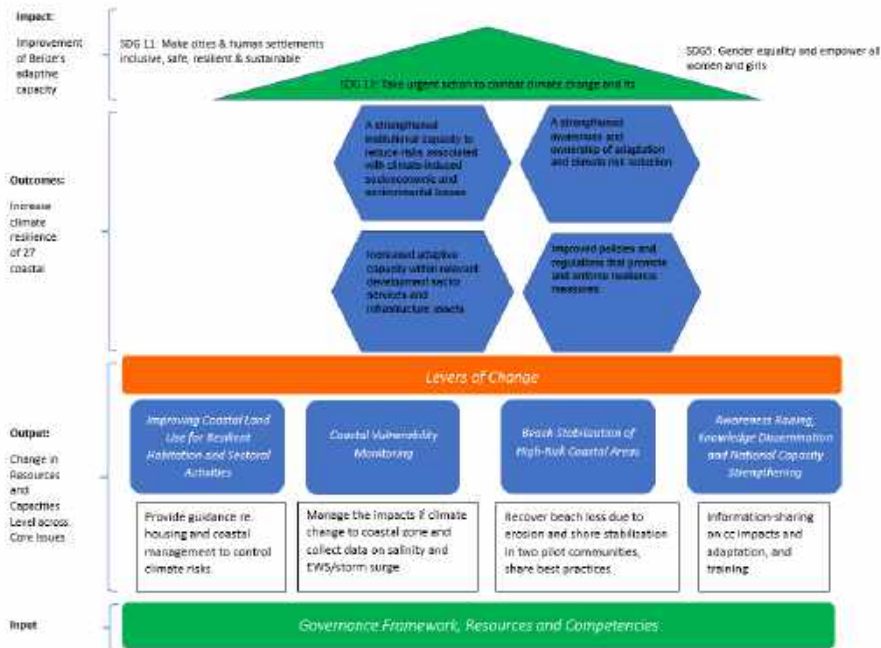 Impact:
Improvement
of Belize's
adaptive
capacity
SDG 11: Make cities & human settlements
inclusive, safe, resilient & sustainable
SDG5: Gender equality and empower all
women and girls
SDG 13: Take urgent action to combat climate change and its
Outcomes:
Increase
climate
resilience
of 27
coastal
A strengthened
institutional capacity to
reduce risks associated
with climate-induced
socioeconomic and
environmental losses
A strengthened
awareness and
ownership of adaptation
and climate risk reduction
Increased adaptive
capacity within relevant
development sector
services and
infrastructure assets
Improved policies and
regulations that promote
and enforce resilience
measures
Levers of Change
Output:
Change in
Resources
and
Capacities
Level across
Core Issues
Improving Coastal Land
Use for Resilient
Habitation and Sectoral
Activities
Coastal Vulnerability
Monitoring
Beach Stabilization of
High-Risk Coastal Areas
Awareness Raising,
Knowledge Dissemination
and National Capacity
Strengthening
Provide guidance re.
housing and coastal
management to control
climate risks
Manage the impacts if climate
change to coastal zone and
collect data on salinity and
EWS/storm surge
Recover beach loss due to
erosion and shore stabilization
in two pilot communities,
share best practices
Information-sharing
on cc impacts and
adaptation, and
training
Input
Governance Framework, Resources and Competencies